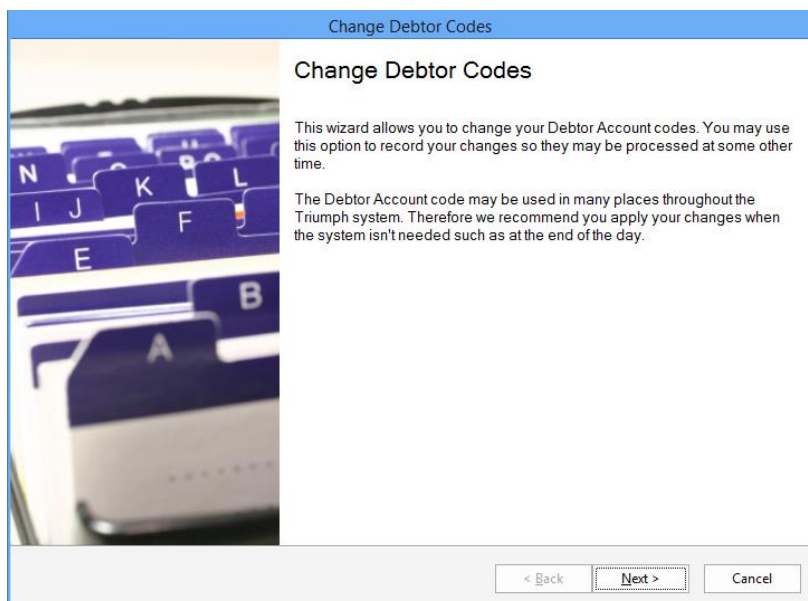 Change Debtor Codes
Change Debtor Codes
This wizard allows you to change your Debtor Account codes. You may use
this option to record your changes so they may be processed at some other
time.
The Debtor Account code may be used in many places throughout the
Triumph system. Therefore we recommend you apply your changes when
the system isn't needed such as at the end of the day.
N
K
L
I
J
F
E
B
A
< Back
Next >
Cancel